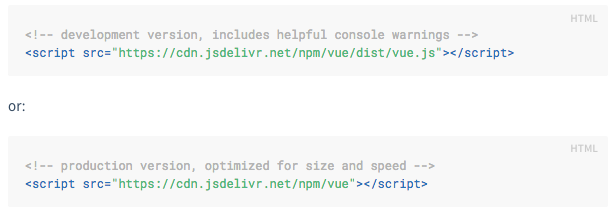 HTML
<!-- development version, includes helpful console warnings -->
<script src="https://cdn.jsdelivr.net/npm/vue/dist/vue.js"></script>
or:
HTML
<!-- production version, optimized for size and speed -->
<script src="https://cdn.jsdelivr.net/npm/vue"></script>